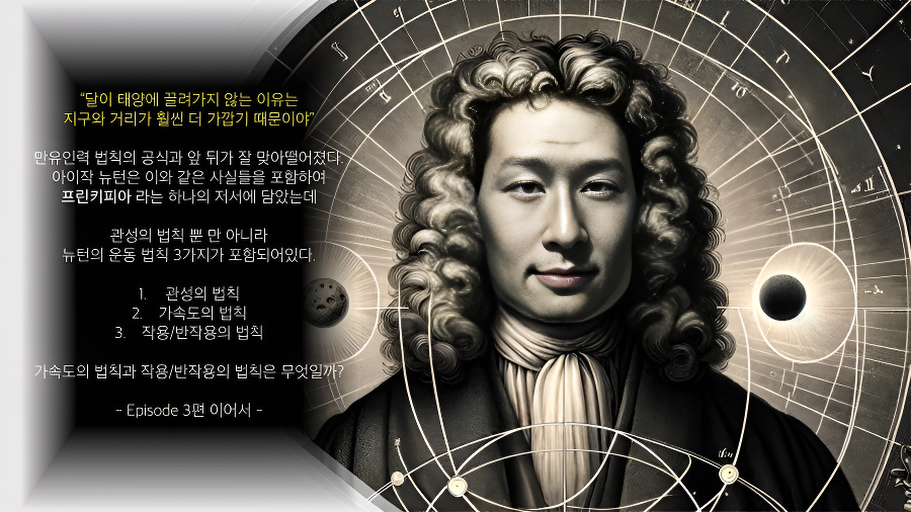 “달이 태양에 끌려가지 않는 이유는
지구와 거리가 훨씬 더 가깝기 때문이야”
만유인력 법칙의 공식과 앞 뒤가 잘 맞아떨어졌다.
아이작 뉴턴은 이와 같은 사실들을 포함하여
프린키피아 라는 하나의 저서에 담았는데
관성의 법칙 뿐 만 아니라
뉴턴의 운동 법칙 3가지가 포함되어있다.
1. 관성의 법칙
2. 가속도의 법칙
3. 작용/반작용의 법칙
가속도의 법칙과 작용/반작용의 법칙은 무엇일까?
~ Episode 3편 이어서 ~